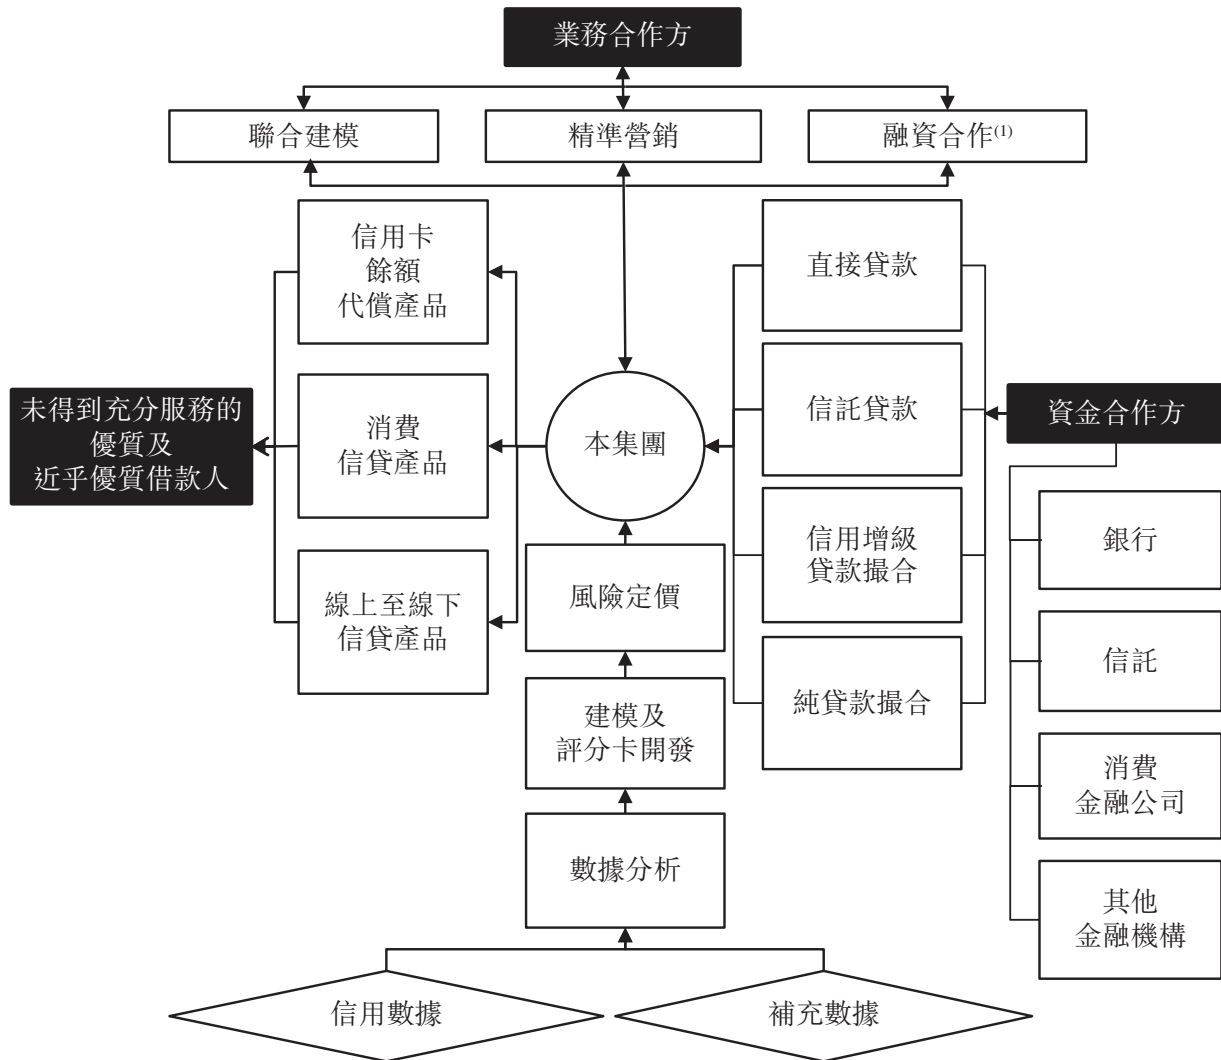 業務合作方
聯合建模
精準營銷
融資合作(1)
信用卡
餘額
代償產品
直接貸款
未得到充分服務的
優質及
近乎優質借款人
消費
信貸產品
本集團
信託貸款
資金合作方
線上至線下
信貸產品
風險定價
信用增級
貸款撮合
銀行
建模及
評分卡開發
純貸款撮合
信託
數據分析
消費
金融公司
其他
金融機構
信用數據
補充數據